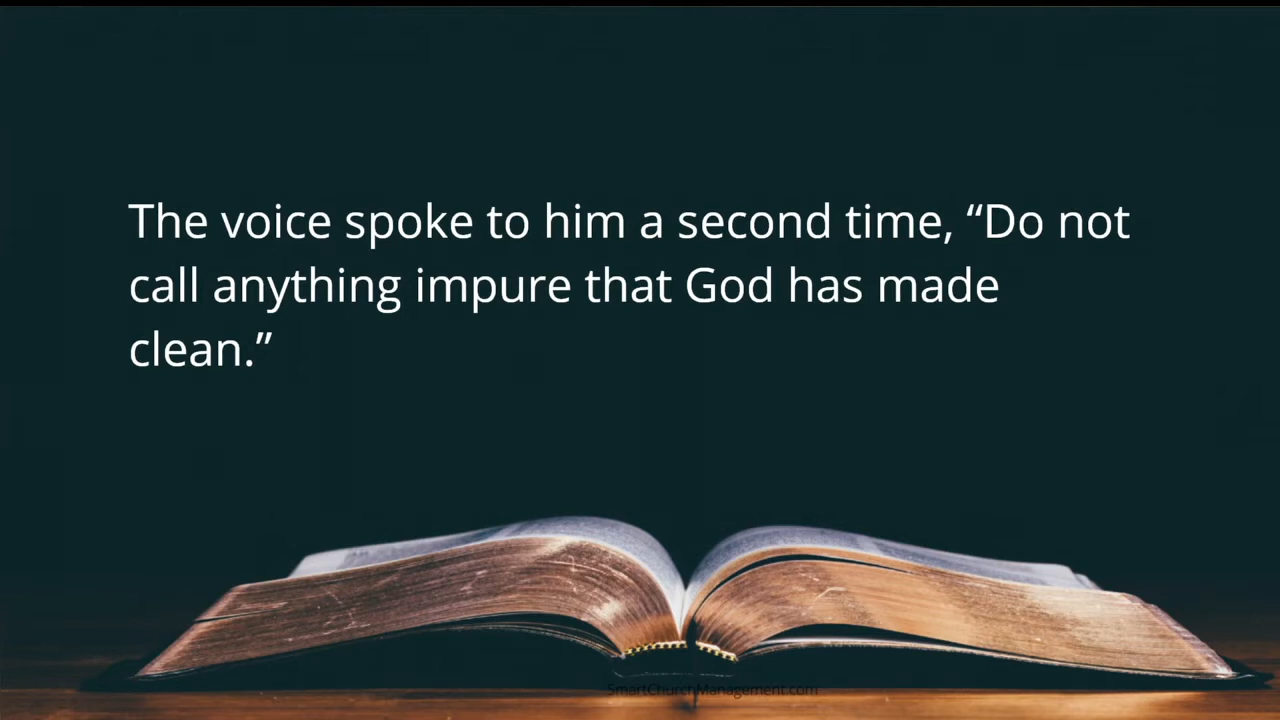 The voice spoke to him a second time, “Do not
call anything impure that God has made
clean.”
SmartChurchManagement.com